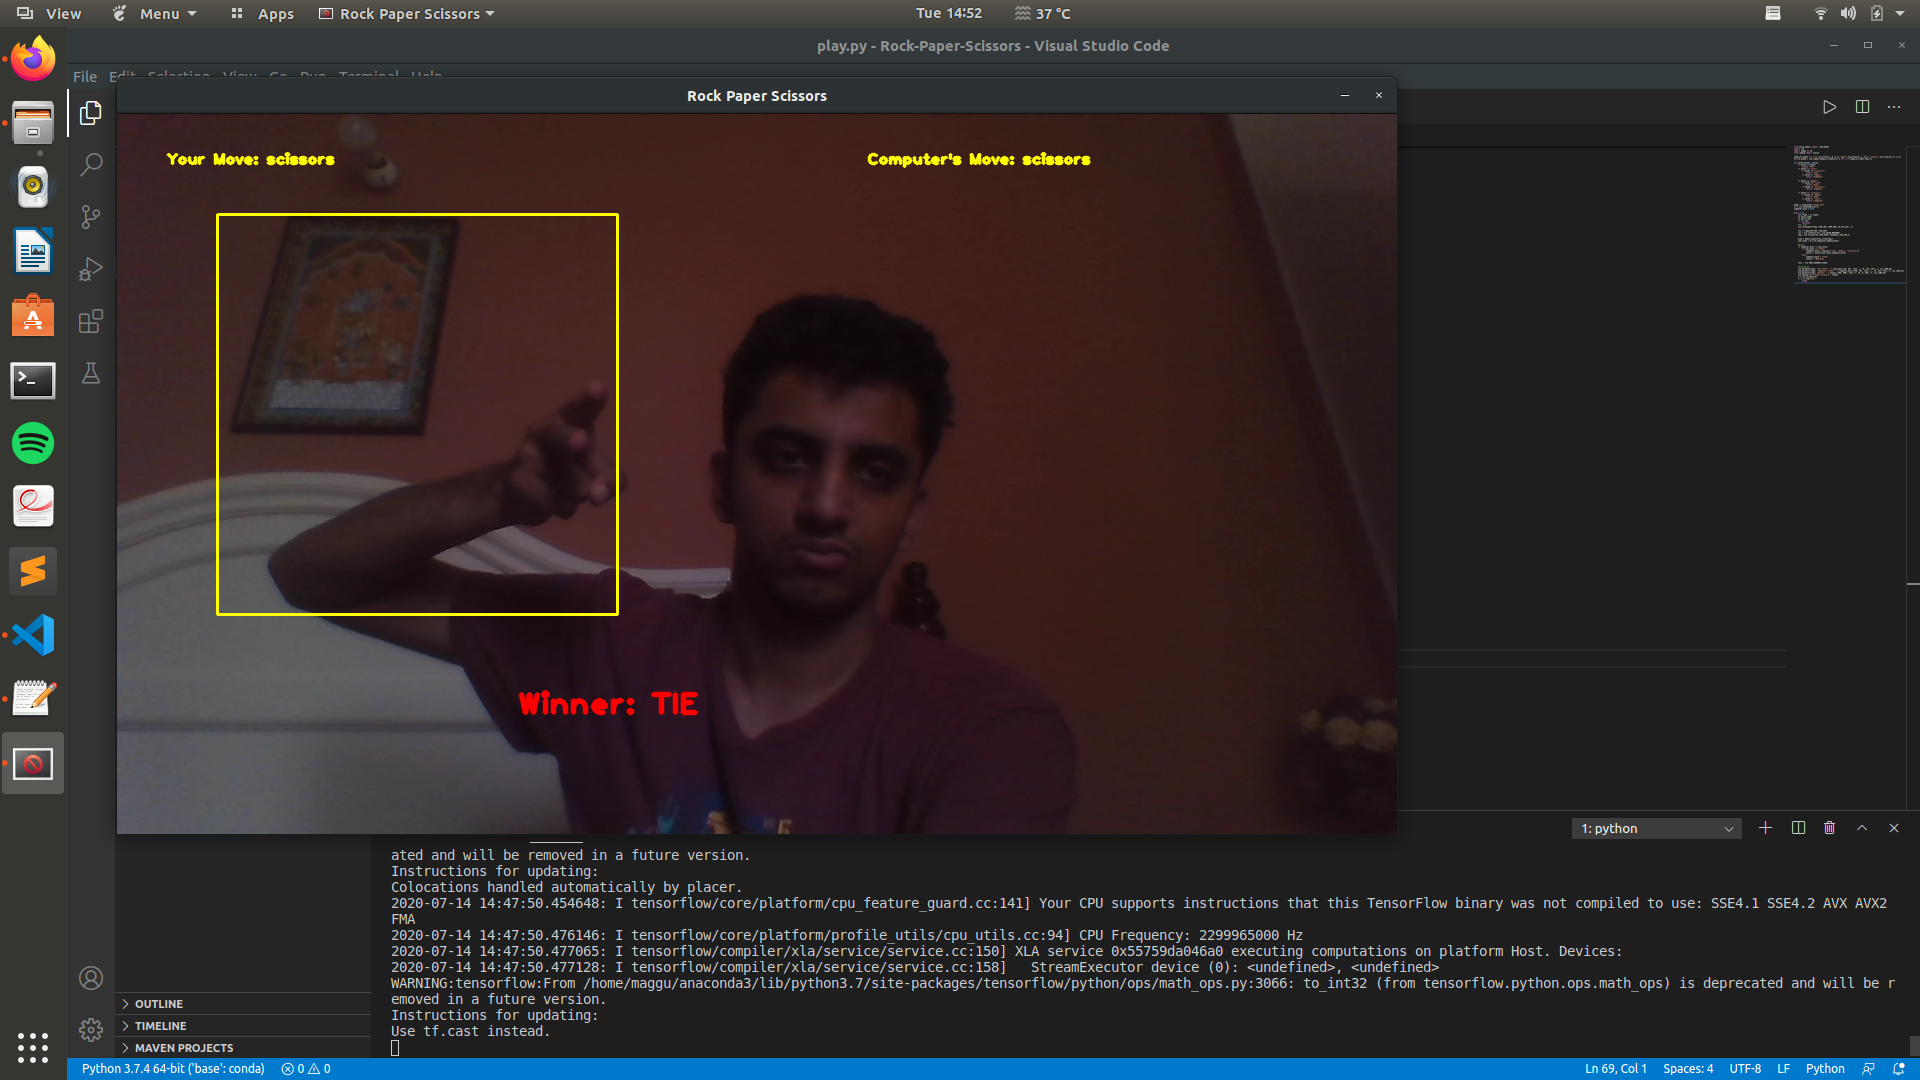 View
Menu
Apps
Rock Paper Scissors
Tue 14:52
37 °C
play.py - Rock-Paper-Scissors - Visual Studio Code
File Edit Selection View Go Run Terminal Help
Rock Paper Scissors
Your Move: scissors
Computer's Move: scissors
Winner: TIE
1: python
ated and will be removed in a future version.
Instructions for updating:
Colocations handled automatically by placer.
2020-07-14 14:47:50.454648: I tensorflow/core/platform/cpu_feature_guard.cc:141] Your CPU supports instructions that this TensorFlow binary was not compiled to use: SSE4.1 SSE4.2 AVX AVX2
FMA
2020-07-14 14:47:50.476146: I tensorflow/core/platform/profile_utils/cpu_utils.cc:94] CPU Frequency: 2299965000 Hz
2020-07-14 14:47:50.477065: I tensorflow/compiler/xla/service/service.cc:150] XLA service 0x55759da046a0 executing computations on platform Host. Devices:
2020-07-14 14:47:50.477128: I tensorflow/compiler/xla/service/service.cc:158]   StreamExecutor device (0): <undefined>, <undefined>
WARNING:tensorflow:From /home/maggu/anaconda3/lib/python3.7/site-packages/tensorflow/python/ops/math_ops.py:3066: to_int32 (from tensorflow.python.ops.math_ops) is deprecated and will be r
emoved in a future version.
Instructions for updating:
Use tf.cast instead.
OUTLINE
TIMELINE
MAVEN PROJECTS
Python 3.7.4 64-bit ('base': conda)
0
0
Ln 69, Col 1
Spaces: 4
UTF-8
LF
Python